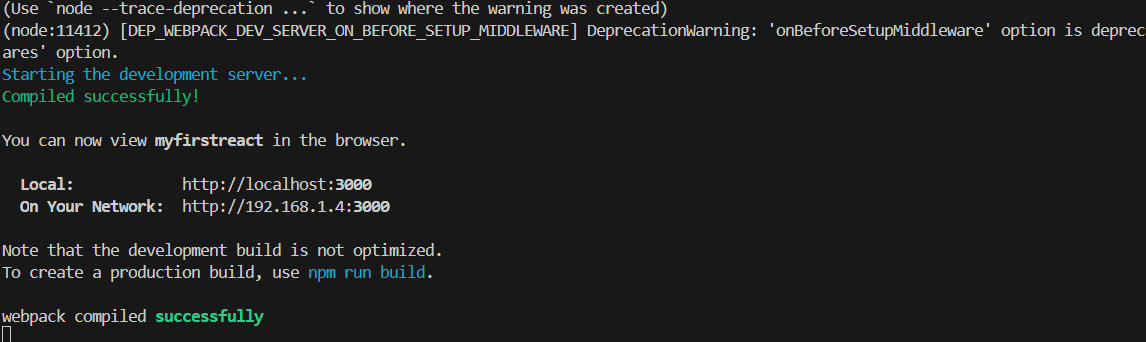 (Use `node --trace-deprecation ...` to show where the warning was created)
(node:11412) [DEP_WEBPACK_DEV_SERVER_ON_BEFORE_SETUP_MIDDLEWARE] DeprecationWarning: 'onBeforeSetupMiddleware' option is deprec
ares' option.
Starting the development server...
Compiled successfully!
You can now view myfirstreact in the browser.
Local: http://localhost:3000
On Your Network: http://192.168.1.4:3000
Note that the development build is not optimized.
To create a production build, use npm run build.
webpack compiled successfully